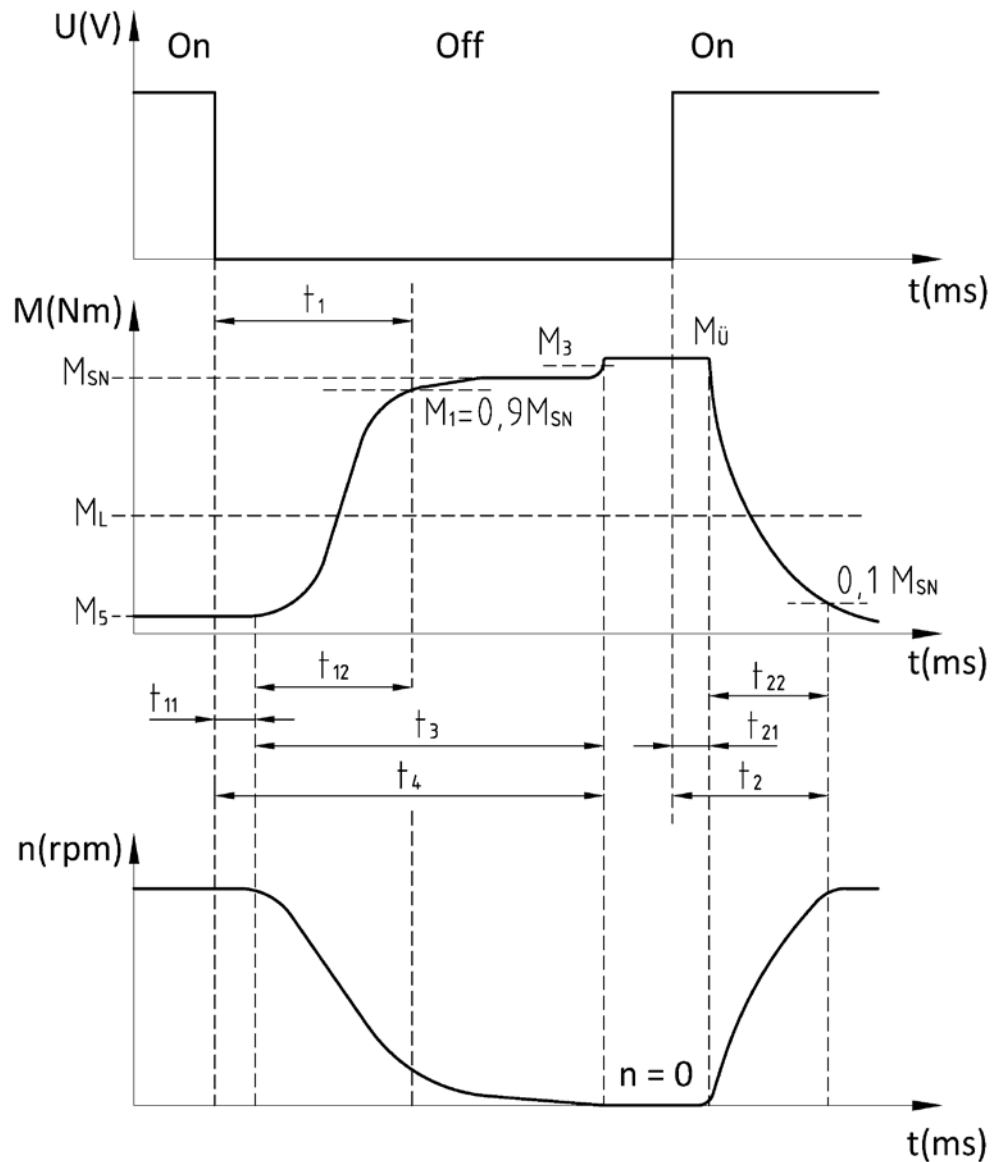 U(V)
On Off On
t(ms)
M(Nm)
t₁
M₃ MÜ
MSN
M₁=0,9MSN
ML
0,1 MSN
M₅
t(ms)
t₁₂ t₂₂
t₁₁
t₃ t₂₁
t₄ t₂
n(rpm)
n = 0
t(ms)